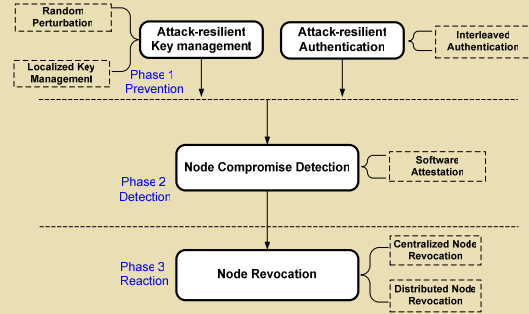 Random
Perturbation
Localized Key
Management
Attack-resilient
Key management
Attack-resilient
Authentication
Interleaved
Authentication
Phase 1
Prevention
Node Compromise Detection
Software
Attestation
Phase 2
Detection
Phase 3
Reaction
Node Revocation
Centralized Node
Revocation
Distributed Node
Revocation